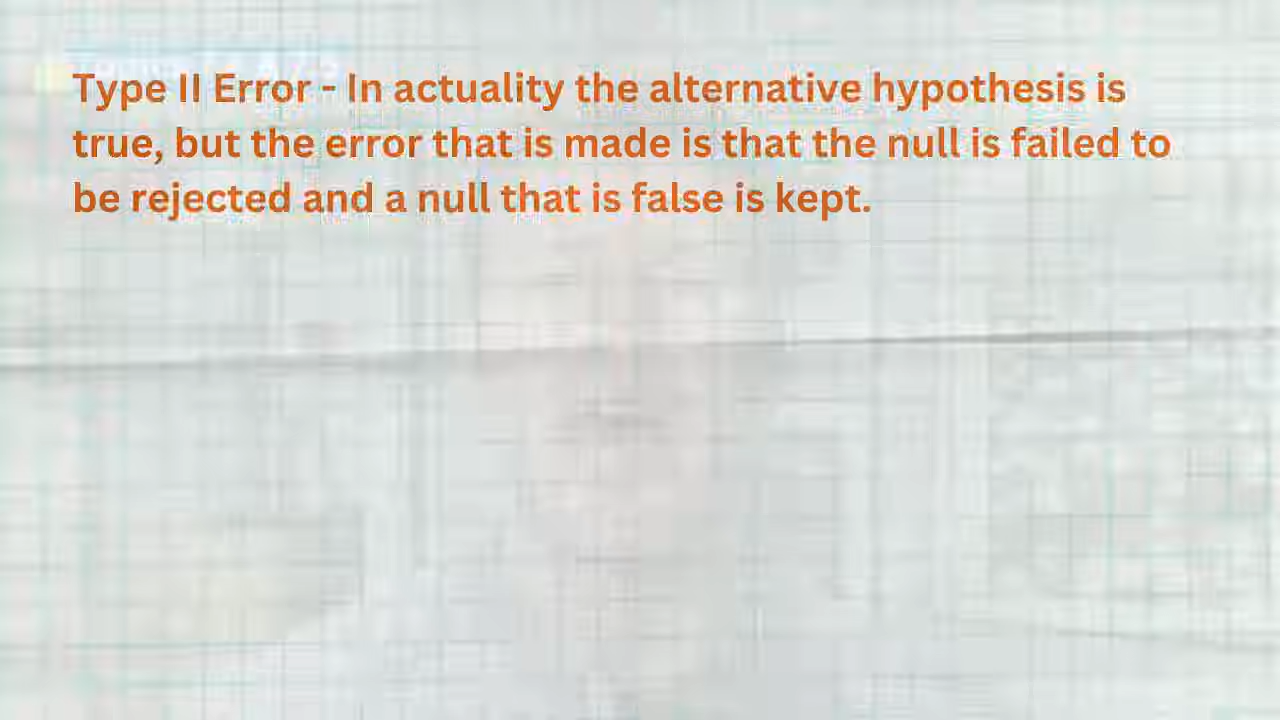 Type II Error - In actuality the alternative hypothesis is
true, but the error that is made is that the null is failed to
be rejected and a null that is false is kept.